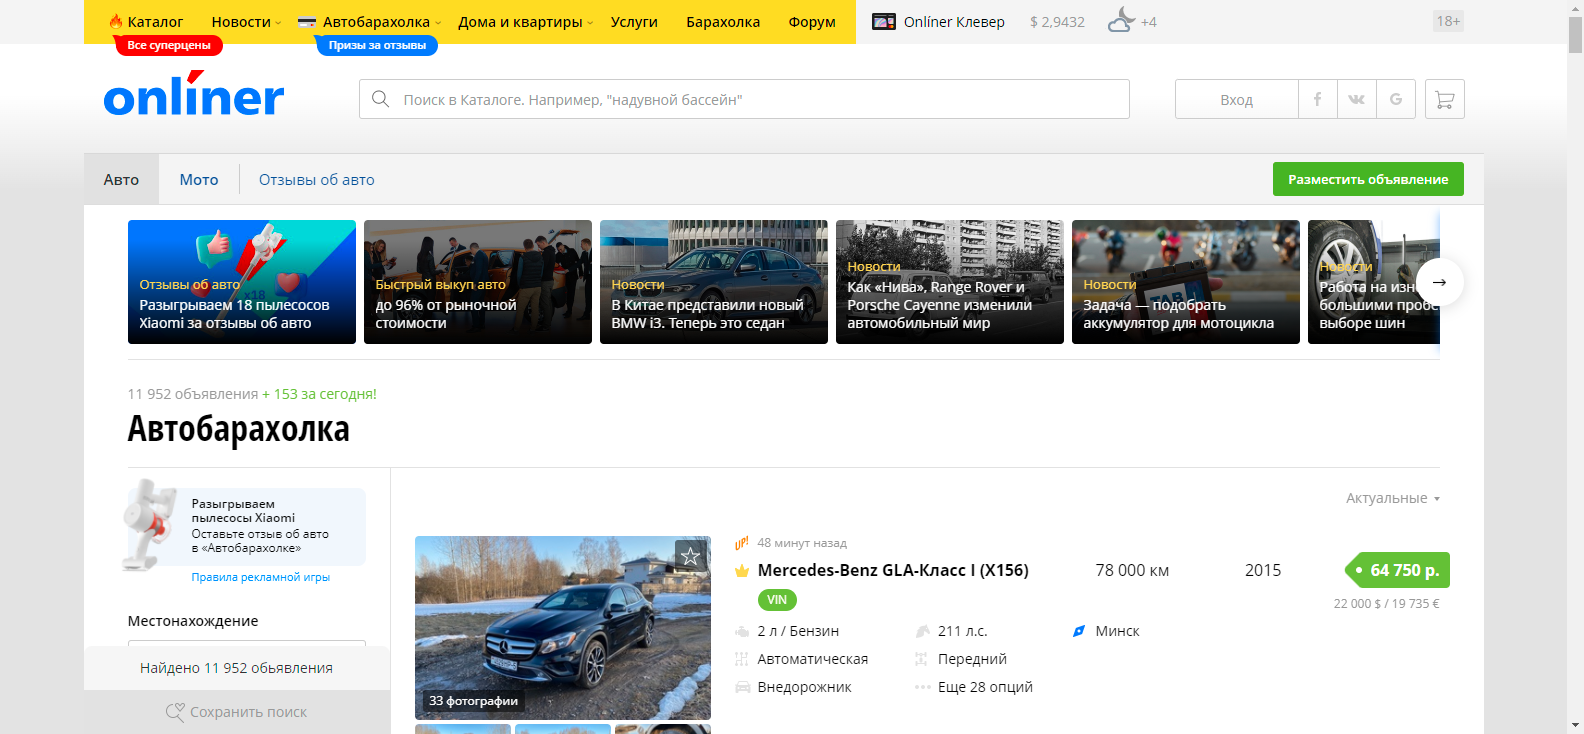 Каталог
Новости
Автобарахолка
Дома и квартиры
Услуги
Барахолка
Форум
Onlíner Клевер
$ 2,9432
+4
18+
Все суперцены
Призы за отзывы
onlíner
Поиск в Каталоге. Например, "надувной бассейн"
Вход
Авто
Мото
Отзывы об авто
Разместить объявление
Отзывы об авто
Разыгрываем 18 пылесосов
Xiaomi за отзывы об авто
Быстрый выкуп авто
до 96% от рыночной
стоимости
Новости
В Китае представили новый
BMW i3. Теперь это седан
Новости
Как «Нива», Range Rover и
Porsche Cayenne изменили
автомобильный мир
TAB
Новости
Задача — подобрать
аккумулятор для мотоцикла
Новости
Работа на изн
большими пробе
выборе шин
11 952 объявления + 153 за сегодня!
Автобарахолка
Разыгрываем
пылесосы Xiaomi
Оставьте отзыв об авто
в «Автобарахолке»
Правила рекламной игры
Местонахождение
Найдено 11 952 обьявления
Сохранить поиск
Актуальные
33 фотографии
UP! 48 минут назад
Mercedes-Benz GLA-Класс I (X156)
78 000 км
2015
64 750 р.
VIN
22 000 $ / 19 735 €
2 л / Бензин
211 л.с.
Минск
Автоматическая
Передний
Внедорожник
Еще 28 опций